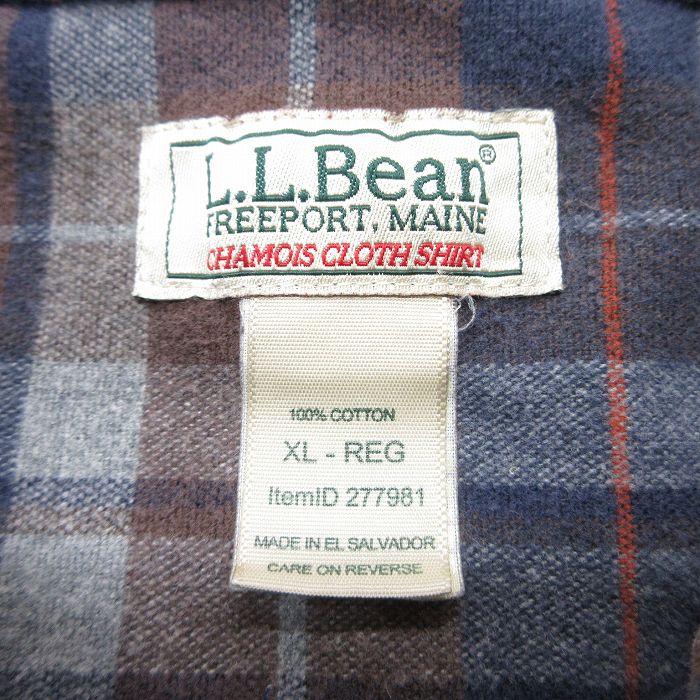 L.L.Bean®
FREEPORT, MAINE
CHAMOIS CLOTH SHIRT
100% COTTON
XL - REG
ItemID 277981
MADE IN EL SALVADOR
CARE ON REVERSE